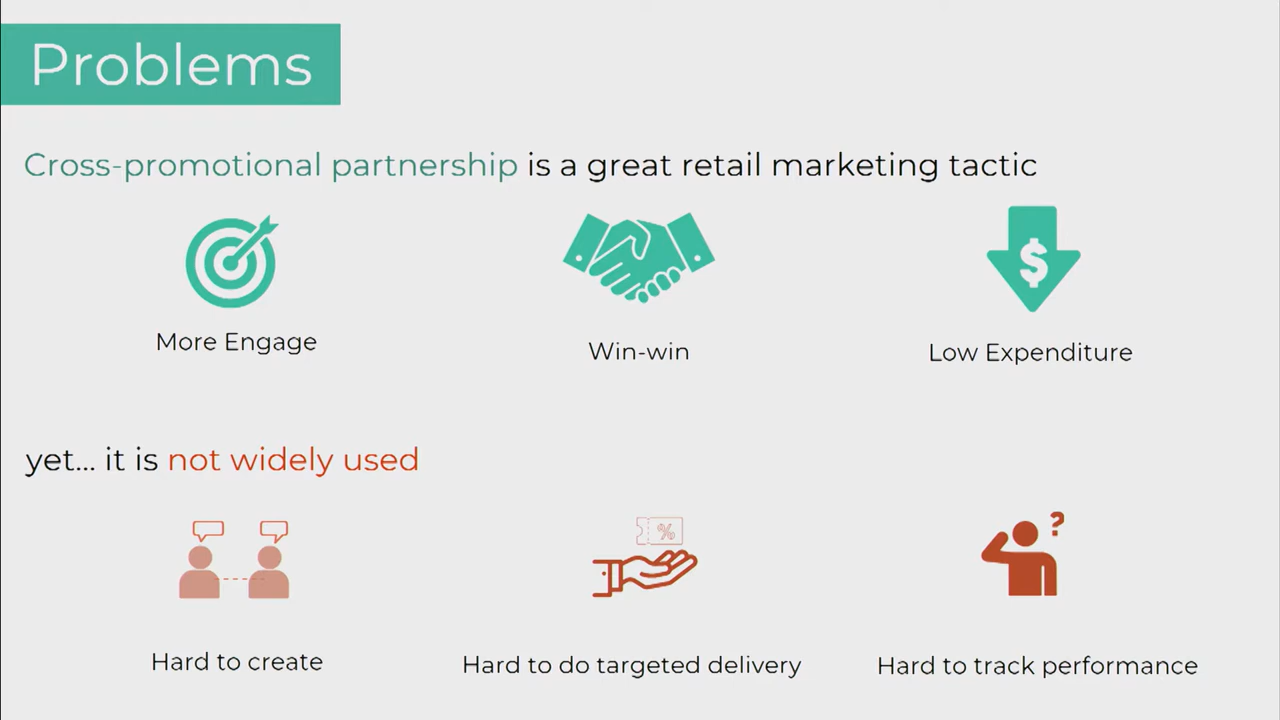 Problems
Cross-promotional partnership is a great retail marketing tactic
$
More Engage
Win-win
Low Expenditure
yet... it is not widely used
%
?
Hard to create
Hard to do targeted delivery
Hard to track performance